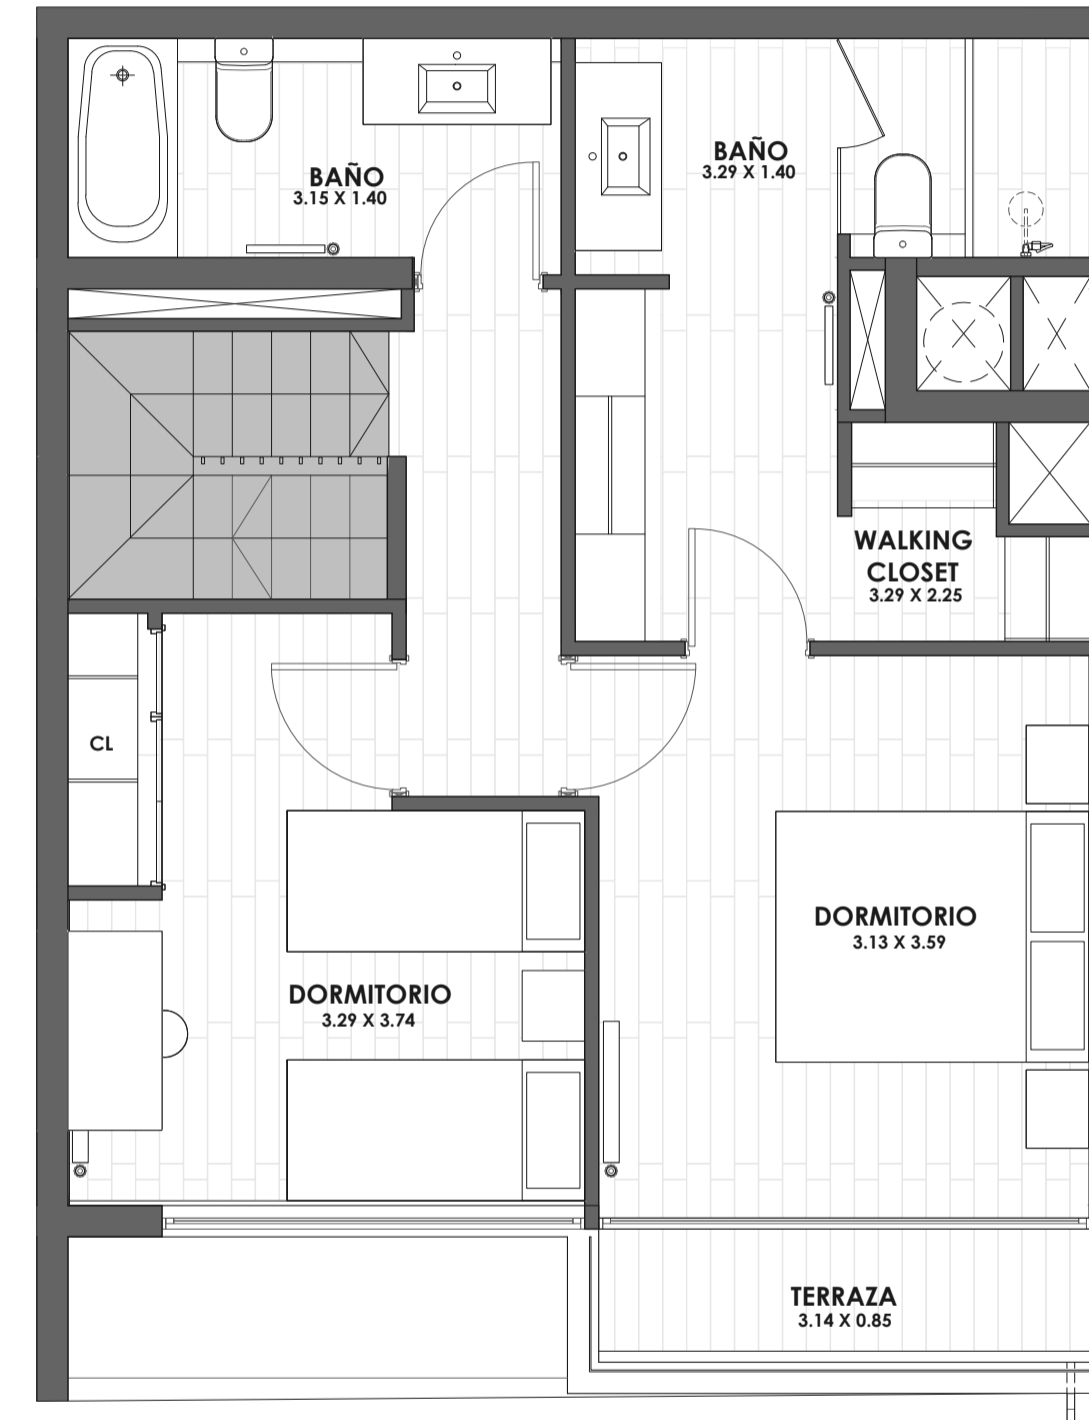 BAÑO
3.15 X 1.40
BAÑO
3.29 X 1.40
WALKING
CLOSET
3.29 X 2.25
CL
DORMITORIO
3.13 X 3.59
DORMITORIO
3.29 X 3.74
TERRAZA
3.14 X 0.85